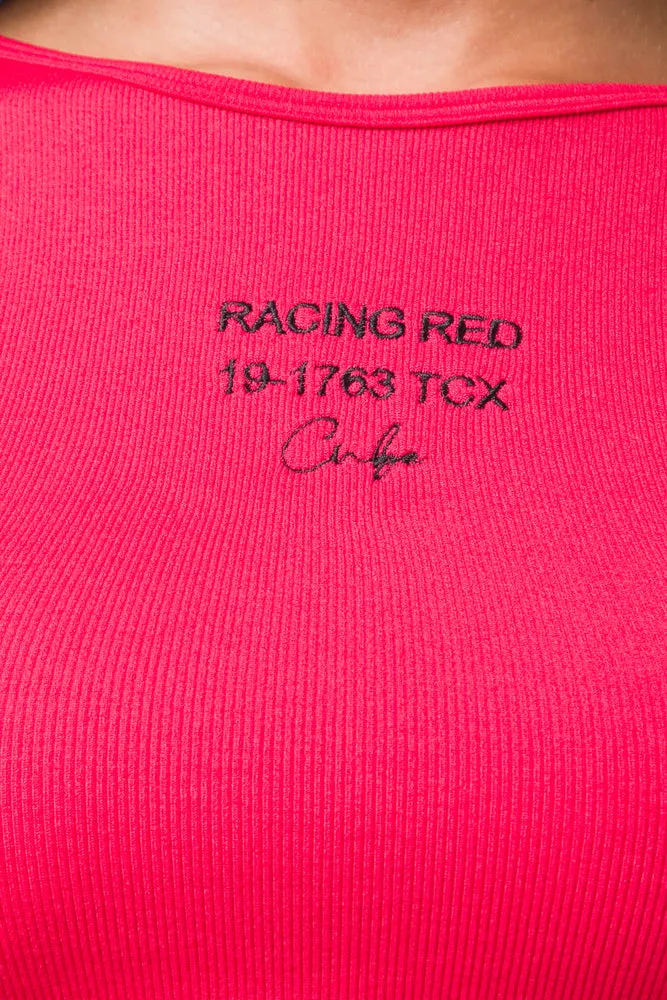 RACING RED
19-1763 TCX